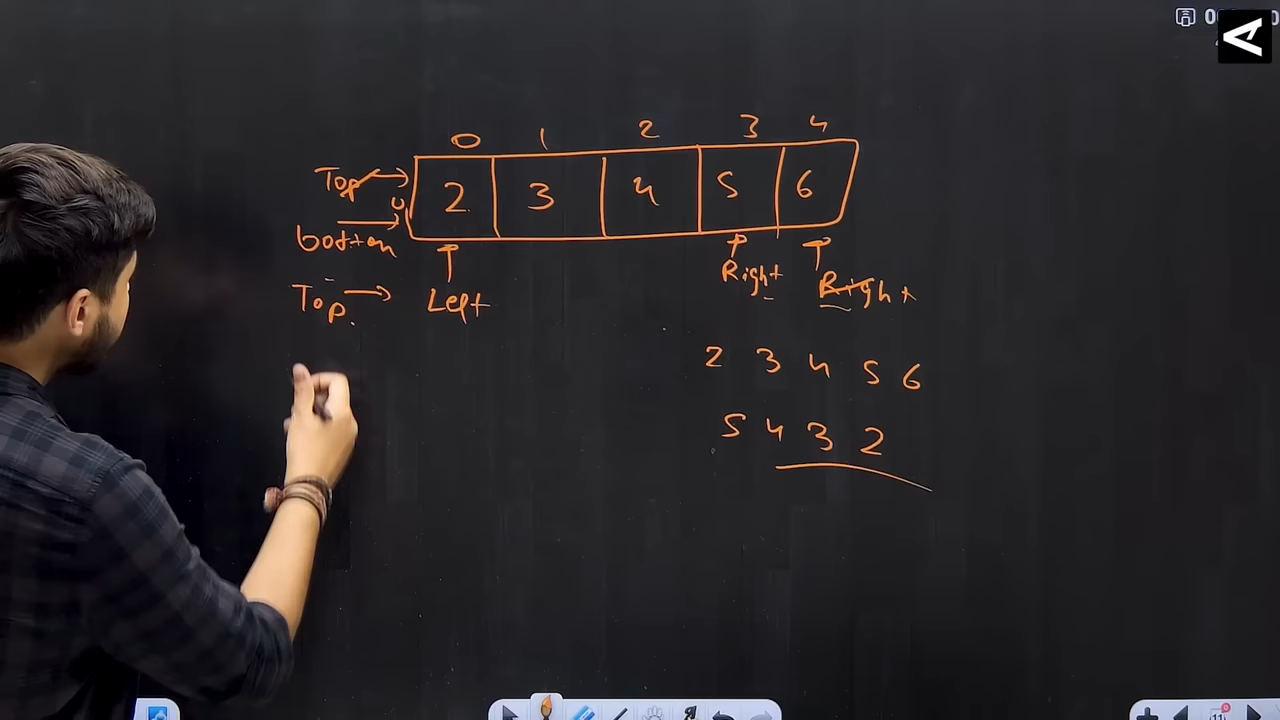 0 1 2 3 4
Top 2 3 4 5 6
0
bottom
Right Right
Top Left
2 3 4 5 6
5 4 3 2